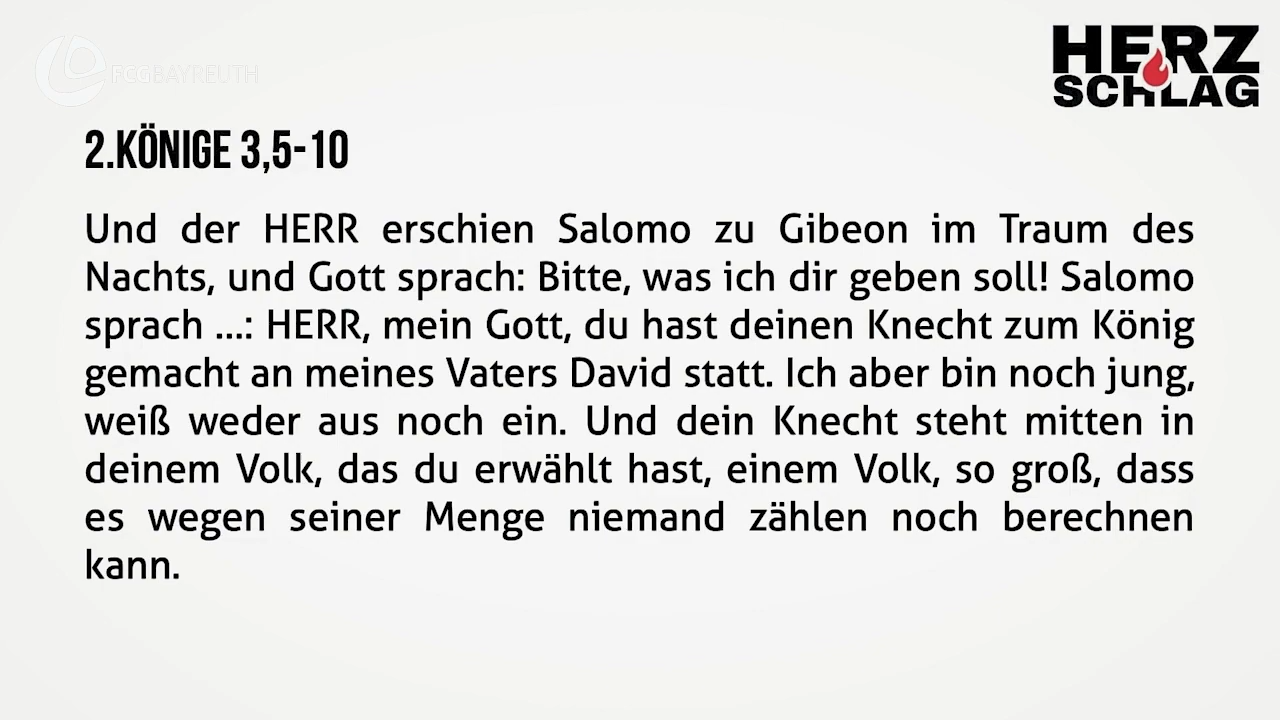 FCGBAYREUTH
HERZ
SCHLAG
2.KÖNIGE 3,5-10
Und der HERR erschien Salomo zu Gibeon im Traum des
Nachts, und Gott sprach: Bitte, was ich dir geben soll! Salomo
sprach ...: HERR, mein Gott, du hast deinen Knecht zum König
gemacht an meines Vaters David statt. Ich aber bin noch jung,
weiß weder aus noch ein. Und dein Knecht steht mitten in
deinem Volk, das du erwählt hast, einem Volk, so groß, dass
es wegen seiner Menge niemand zählen noch berechnen
kann.